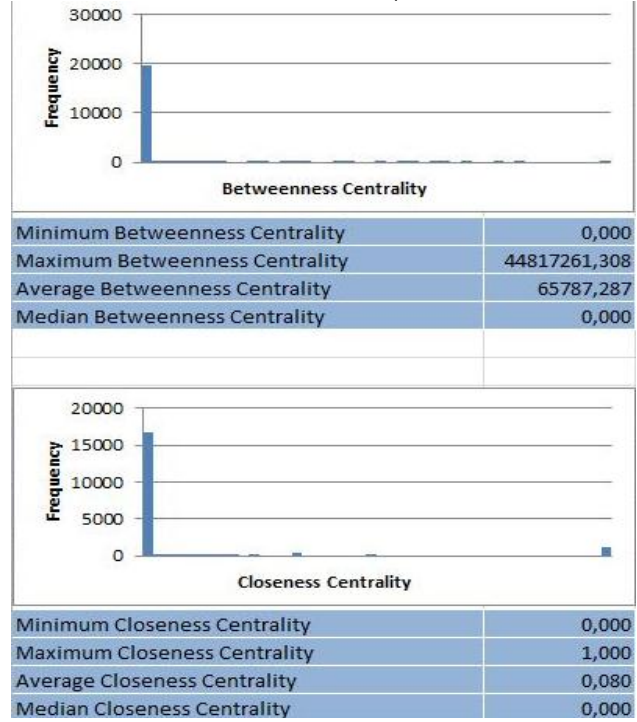 30000
20000
10000
0
Frequency
Betweenness Centrality
Minimum Betweenness Centrality 0,000
Maximum Betweenness Centrality 44817261,308
Average Betweenness Centrality 65787,287
Median Betweenness Centrality 0,000
20000
15000
10000
5000
0
Frequency
Closeness Centrality
Minimum Closeness Centrality 0,000
Maximum Closeness Centrality 1,000
Average Closeness Centrality 0,080
Median Closeness Centrality 0,000